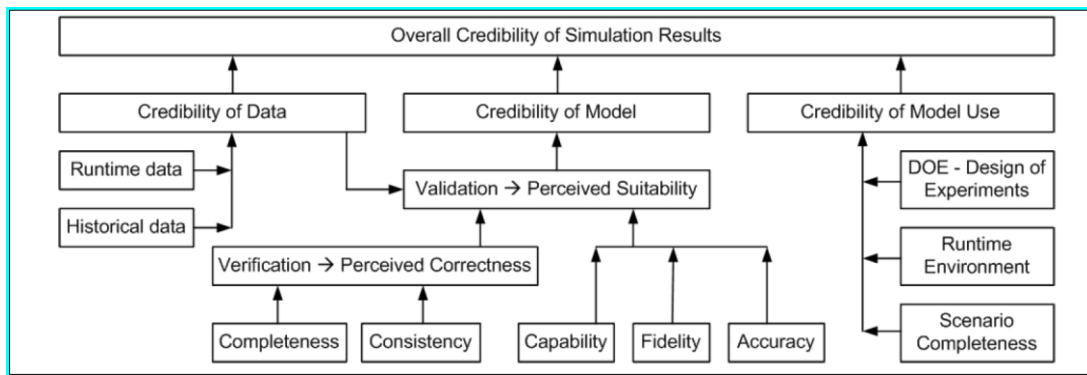 Overall Credibility of Simulation Results
Credibility of Data
Credibility of Model
Credibility of Model Use
Runtime data
Historical data
Validation → Perceived Suitability
DOE - Design of
Experiments
Verification → Perceived Correctness
Runtime
Environment
Completeness
Consistency
Capability
Fidelity
Accuracy
Scenario
Completeness